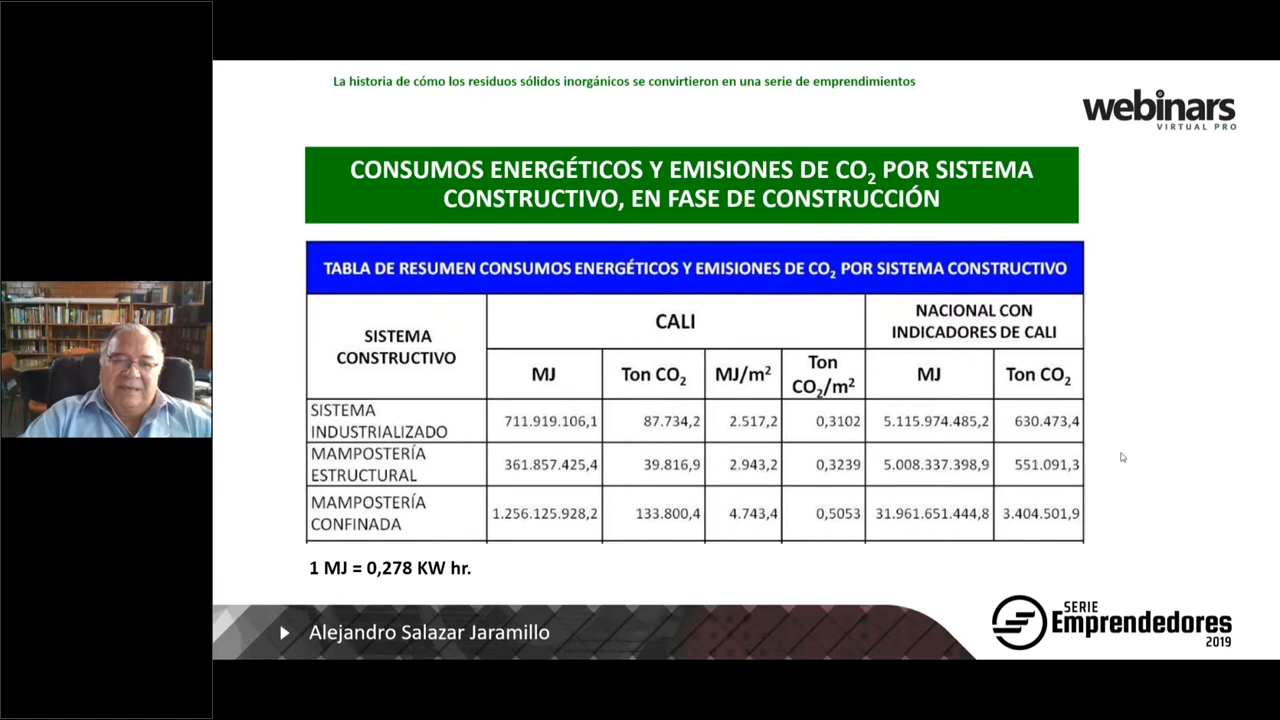 La historia de cómo los residuos sólidos inorgánicos se convirtieron en una serie de emprendimientos
webinars
VIRTUAL PRO
CONSUMOS ENERGÉTICOS Y EMISIONES DE CO₂ POR SISTEMA
CONSTRUCTIVO, EN FASE DE CONSTRUCCIÓN
TABLA DE RESUMEN CONSUMOS ENERGÉTICOS Y EMISIONES DE CO₂ POR SISTEMA CONSTRUCTIVO
SISTEMA
CONSTRUCTIVO
CALI
NACIONAL CON
INDICADORES DE CALI
MJ
Ton CO₂
MJ/m²
Ton
CO₂/m²
MJ
Ton CO₂
SISTEMA
INDUSTRIALIZADO
711.919.106,1
87.734,2
2.517,2
0,3102
5.115.974.485,2
630.473,4
MAMPOSTERÍA
ESTRUCTURAL
361.857.425,4
39.816,9
2.943,2
0,3239
5.008.337.398,9
551.091,3
MAMPOSTERÍA
CONFINADA
1.256.125.928,2
133.800,4
4.743,4
0,5053
31.961.651.444,8
3.404.501,9
1 MJ = 0,278 KW hr.
Alejandro Salazar Jaramillo
SERIE
Emprendedores
2019